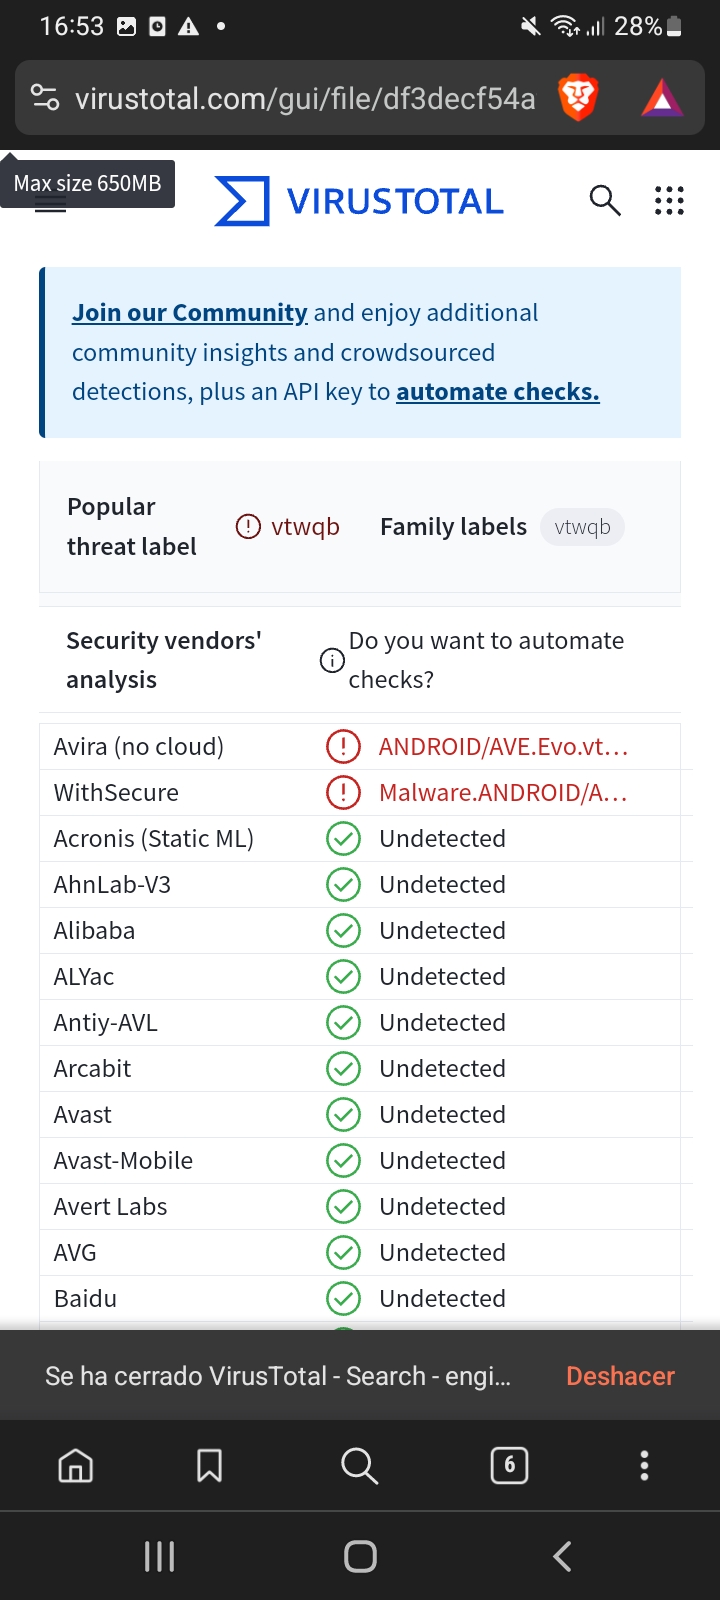 16:53
28%
virustotal.com/gui/file/df3decf54a
Max size 650MB
VIRUSTOTAL
Join our Community and enjoy additional
community insights and crowdsourced
detections, plus an API key to automate checks.
Popular
threat label
vtwqb
Family labels
vtwqb
Security vendors'
analysis
Do you want to automate
checks?
Avira (no cloud) ANDROID/AVE.Evo.vt...
WithSecure Malware.ANDROID/A...
Acronis (Static ML) Undetected
AhnLab-V3 Undetected
Alibaba Undetected
ALYac Undetected
Antiy-AVL Undetected
Arcabit Undetected
Avast Undetected
Avast-Mobile Undetected
Avert Labs Undetected
AVG Undetected
Baidu Undetected
Se ha cerrado VirusTotal - Search - engi... Deshacer
6